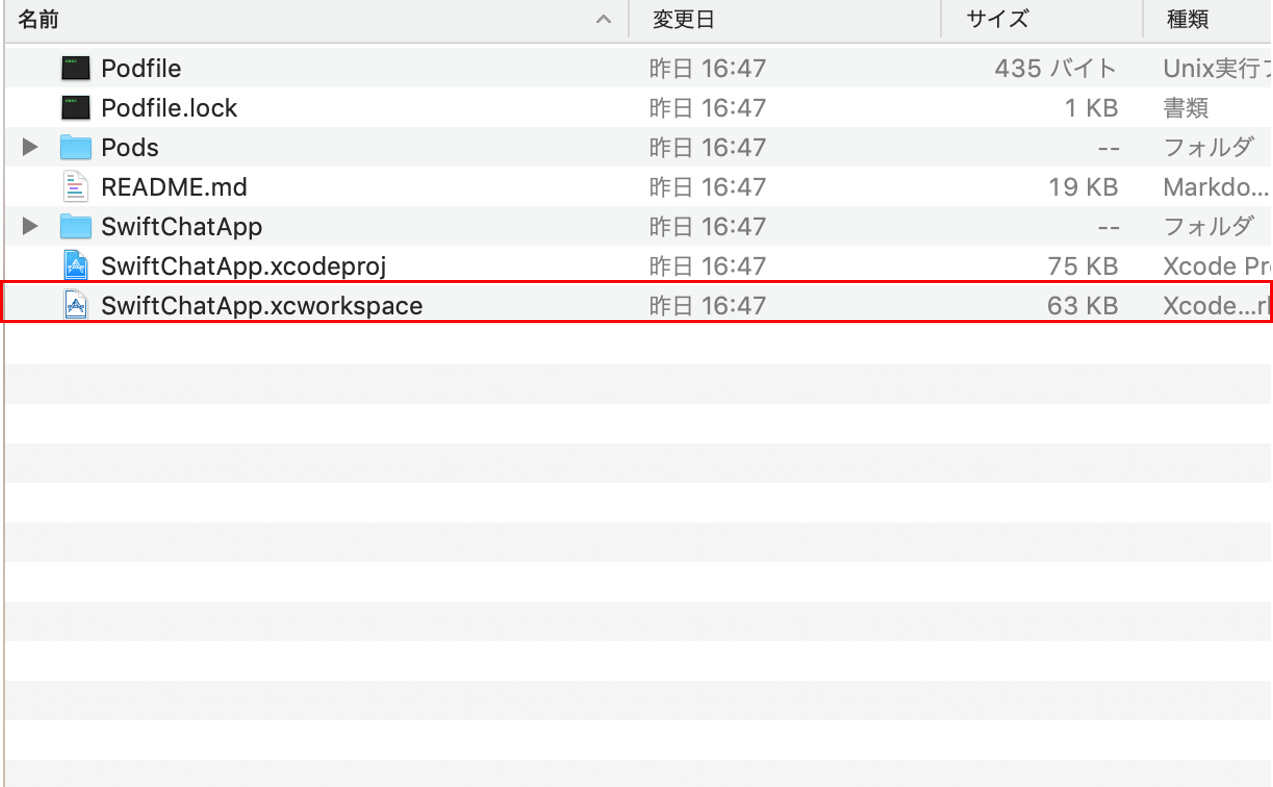 名前 変更日 サイズ 種類
Podfile 昨日 16:47 435 バイト Unix実行フ
Podfile.lock 昨日 16:47 1 KB 書類
Pods 昨日 16:47 -- フォルダ
README.md 昨日 16:47 19 KB Markdo...
SwiftChatApp 昨日 16:47 -- フォルダ
SwiftChatApp.xcodeproj 昨日 16:47 75 KB Xcode Pr
SwiftChatApp.xcworkspace 昨日 16:47 63 KB Xcode...r